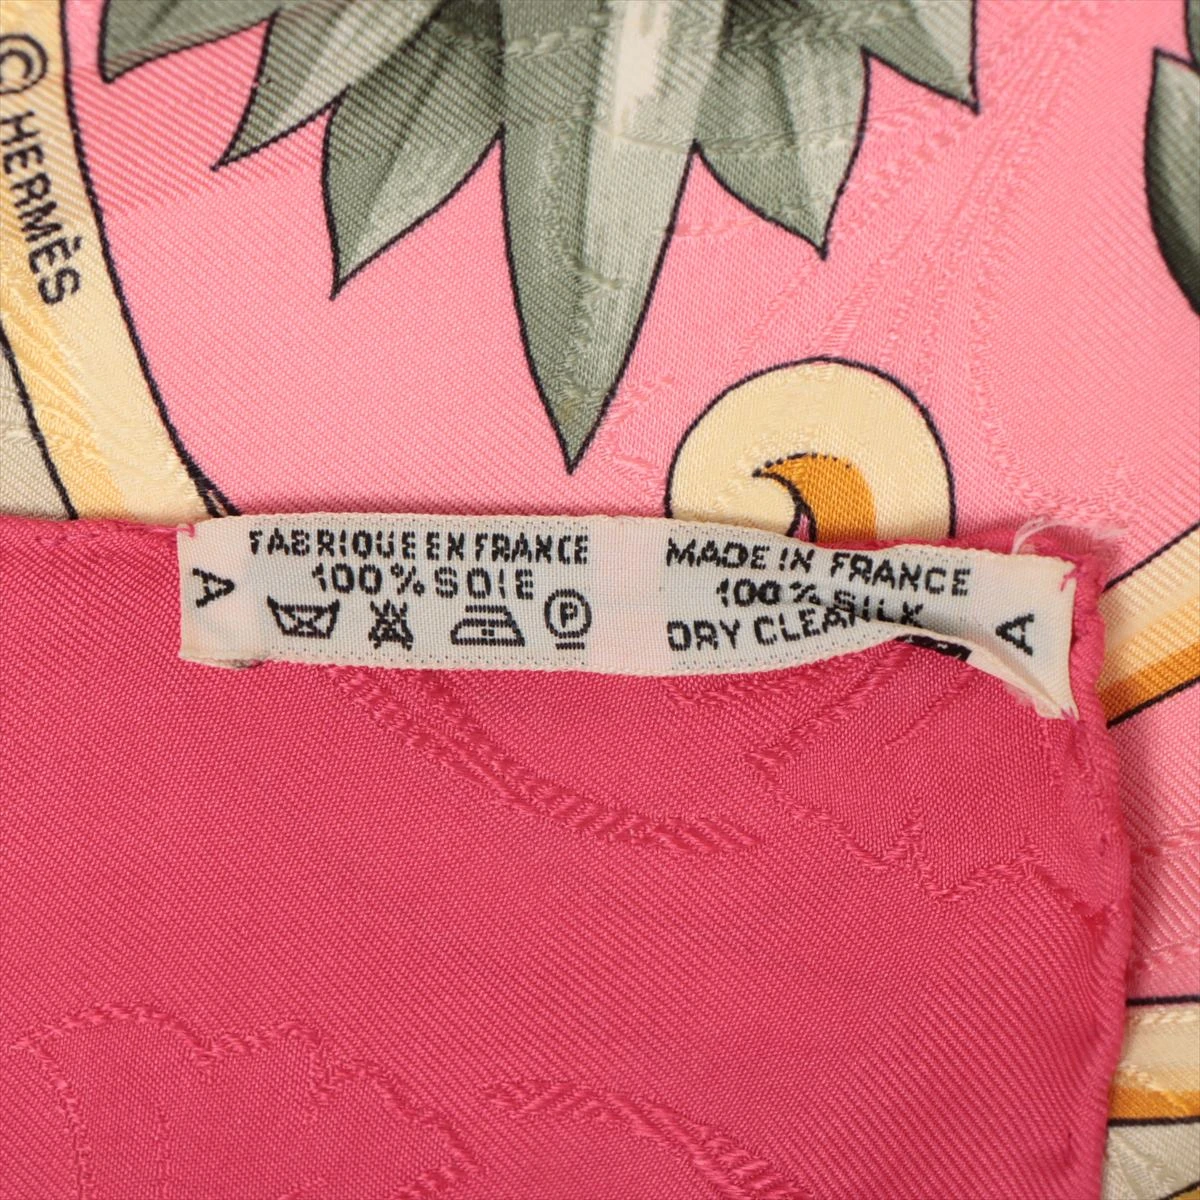 © HERMÈS
A
FABRIQUE EN FRANCE
100% SOIE
P
MADE IN FRANCE
100% SILK
DRY CLEAN
A